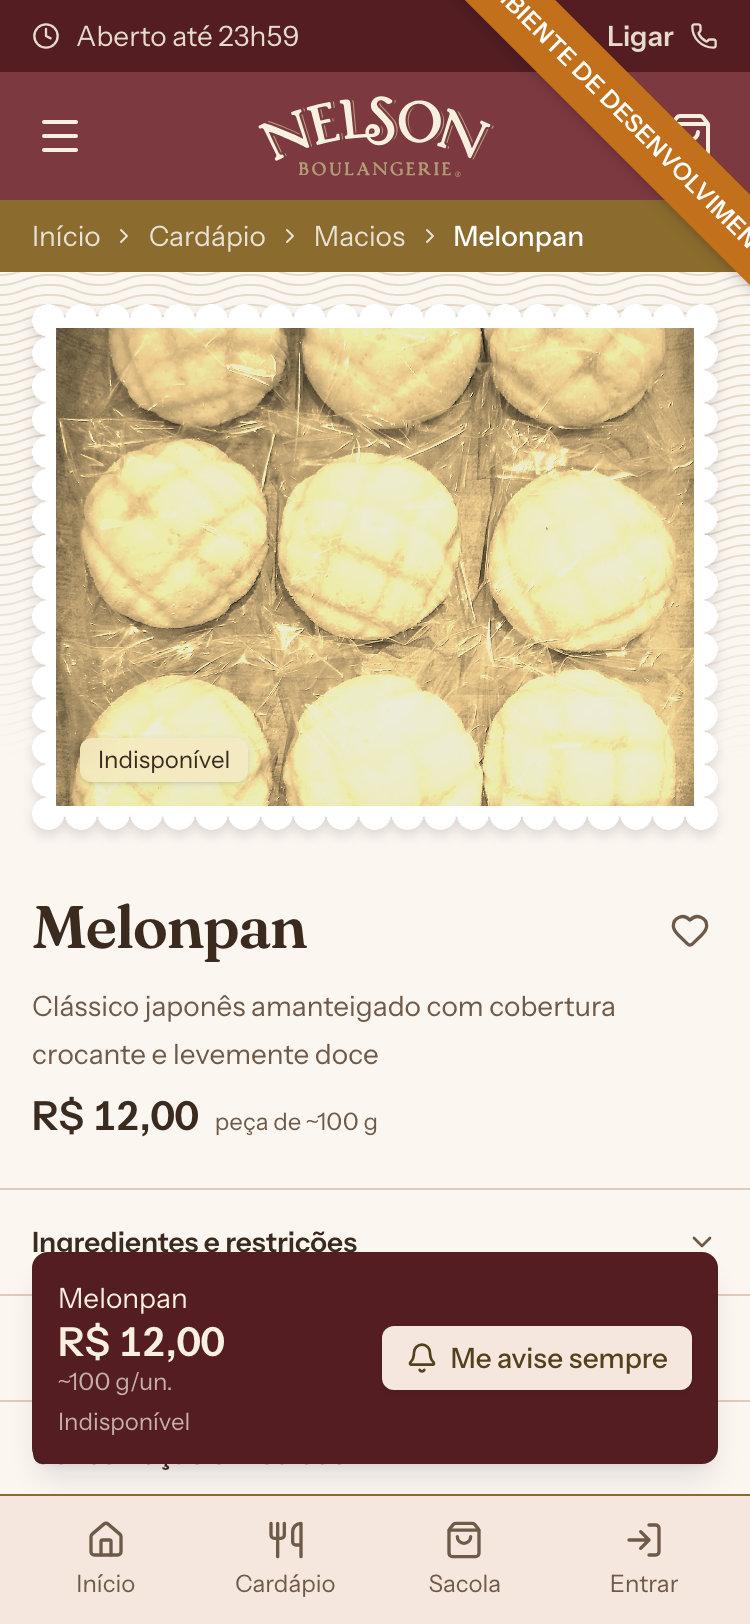 Aberto até 23h59
Ligar
NELSON
BOULANGERIE
Início > Cardápio > Macios > Melonpan
Indisponível
Melonpan
Clássico japonês amanteigado com cobertura
crocante e levemente doce
R$ 12,00 peça de ~100 g
Ingredientes e restrições
Melonpan
R$ 12,00
~100 g/un.
Indisponível
Me avise sempre
Início
Cardápio
Sacola
Entrar
DE